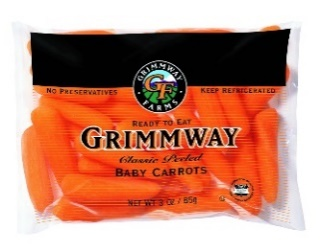 GRIMMWAY
GF
FARMS
NO PRESERVATIVES
KEEP REFRIGERATED
READY TO EAT
GRIMMWAY
Classic Peeled
BABY CARROTS
NET WT 3 OZ / 85g